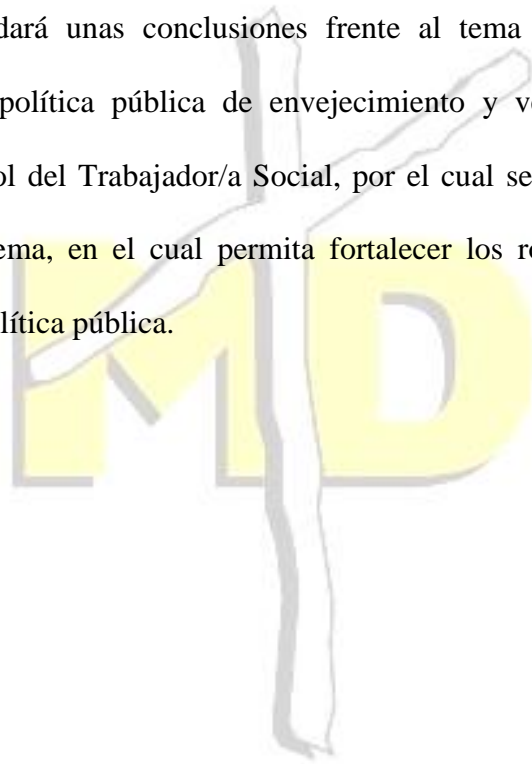 dará unas conclusiones frente al tema
política pública de envejecimiento y
del Trabajador/a Social, por el cual se
en el cual permita fortalecer los
pública.
MD